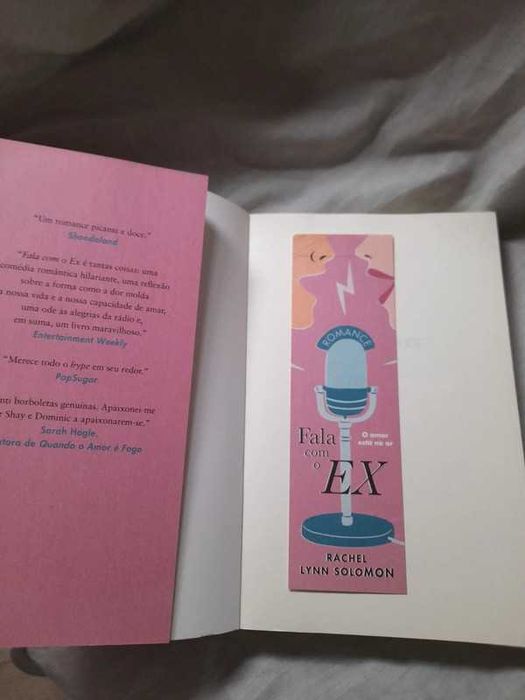 “Um romance picante e doce.”
Shondaland
“Fala com o Ex é tantas coisas: uma
comédia romântica hilariante, uma reflexão
sobre a forma como a dor molda
a nossa vida e a nossa capacidade de amar,
uma ode às alegrias da rádio e,
em suma, um livro maravilhoso.”
Entertainment Weekly
“Merece todo o hype em seu redor.”
PopSugar
nti borboletas genuínas. Apaixonei-me
r Shay e Dominic a apaixonarem-se.”
Sarah Hogle,
utora de Quando o Amor é Fogo
ROMANCE
Fala
com
o
EX
O amor
está no ar
RACHEL
LYNN SOLOMON